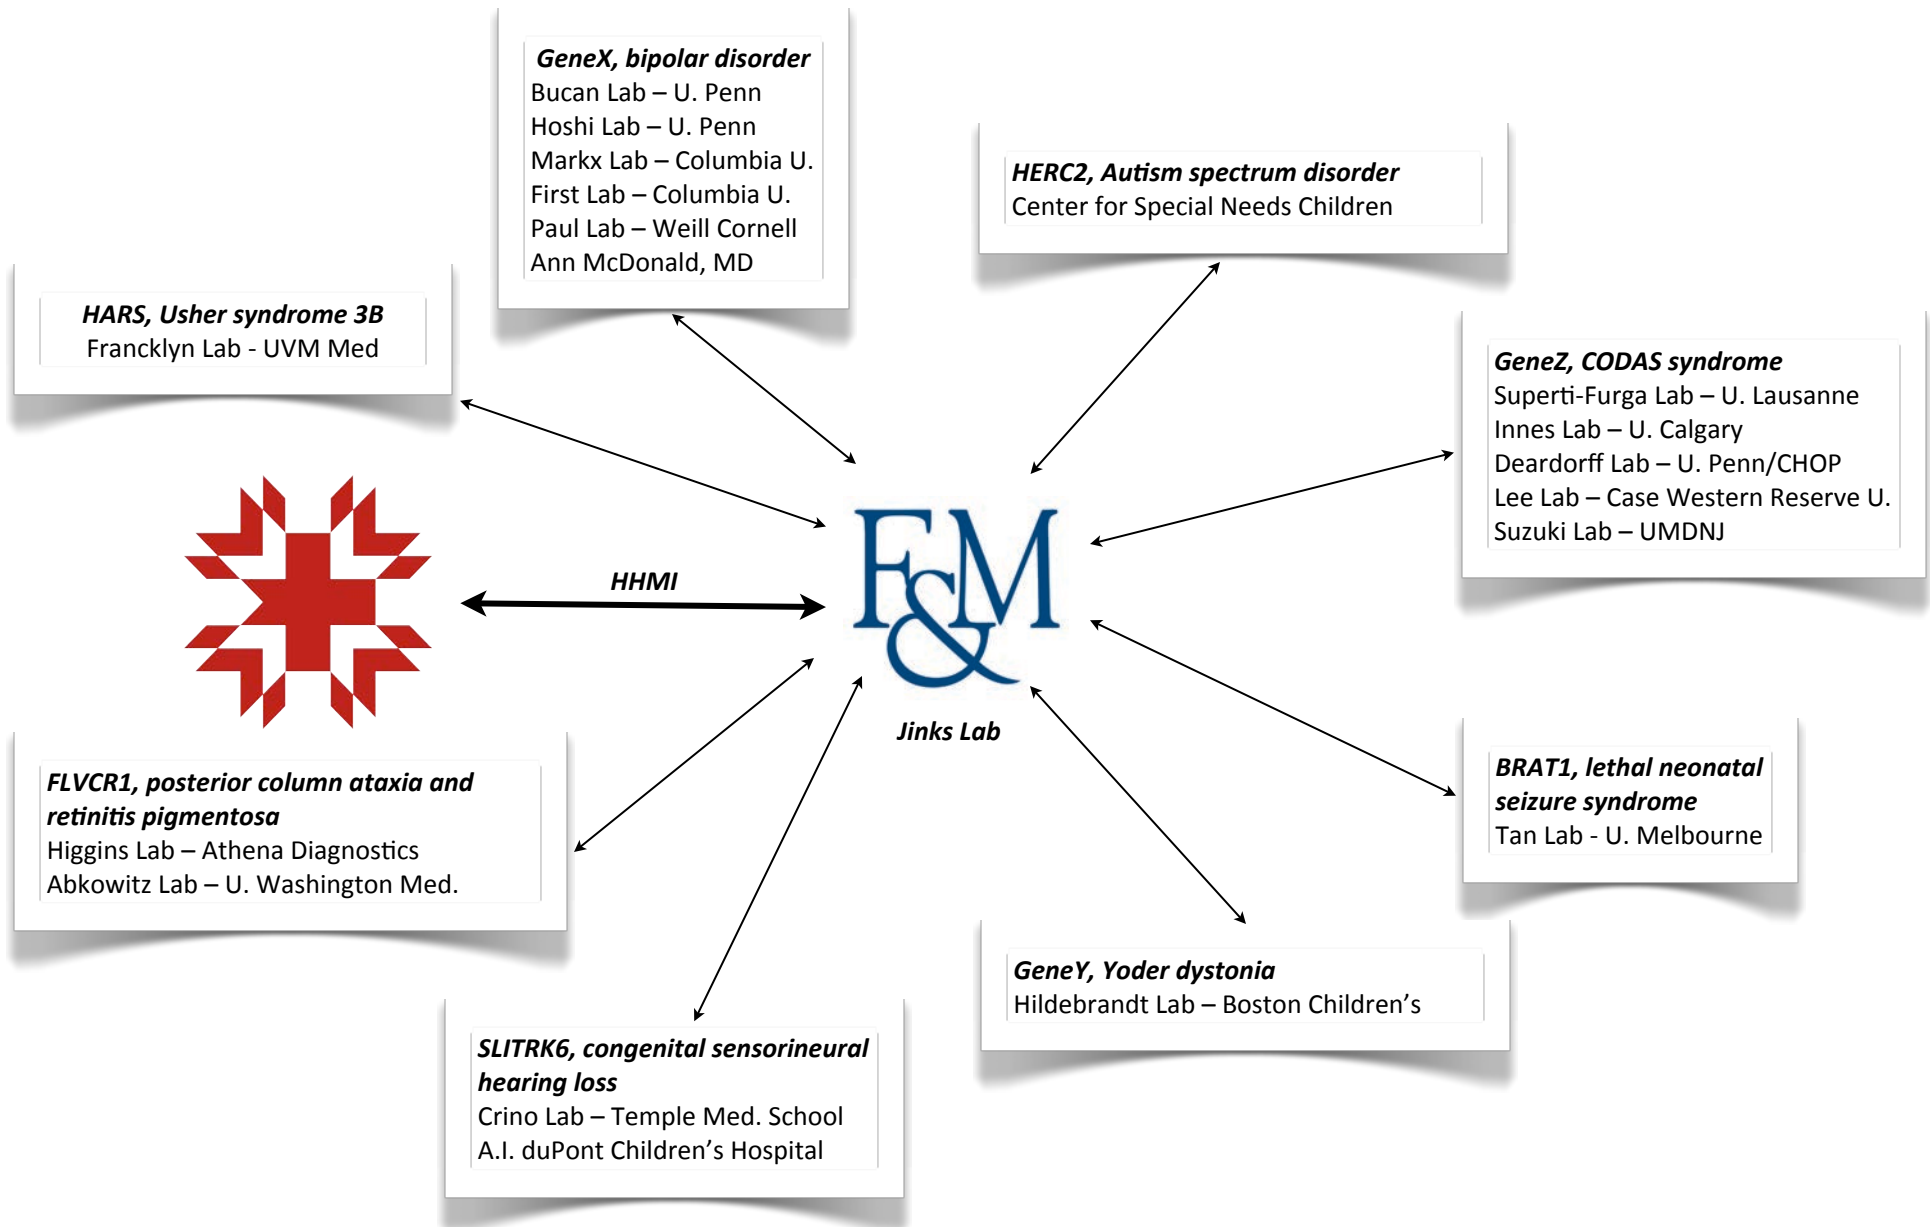 GeneX, bipolar disorder
Bucan Lab – U. Penn
Hoshi Lab – U. Penn
Markx Lab – Columbia U.
First Lab – Columbia U.
Paul Lab – Weill Cornell
Ann McDonald, MD
HERC2, Autism spectrum disorder
Center for Special Needs Children
HARS, Usher syndrome 3B
Francklyn Lab - UVM Med
GeneZ, CODAS syndrome
Superti-Furga Lab – U. Lausanne
Innes Lab – U. Calgary
Deardorff Lab – U. Penn/CHOP
Lee Lab – Case Western Reserve U.
Suzuki Lab – UMDNJ
HHMI
F&M
Jinks Lab
FLVCR1, posterior column ataxia and
retinitis pigmentosa
Higgins Lab – Athena Diagnostics
Abkowitz Lab – U. Washington Med.
BRAT1, lethal neonatal
seizure syndrome
Tan Lab - U. Melbourne
GeneY, Yoder dystonia
Hildebrandt Lab – Boston Children’s
SLITRK6, congenital sensorineural
hearing loss
Crino Lab – Temple Med. School
A.I. duPont Children’s Hospital